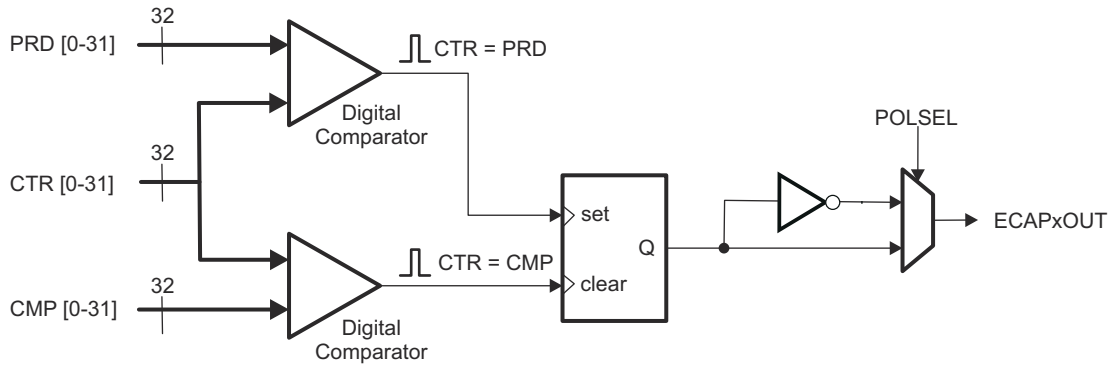 32
PRD [0-31]
CTR = PRD
Digital
Comparator
POLSEL
32
CTR [0-31]
set
ECAPxOUT
Q
CTR = CMP
clear
32
CMP [0-31]
Digital
Comparator